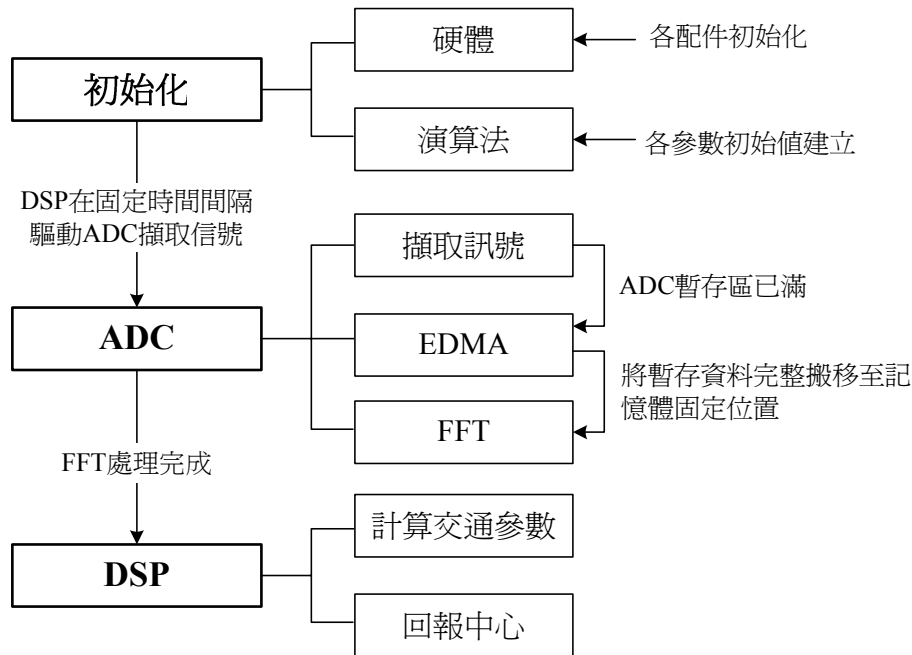 硬體
各配件初始化
初始化
演算法
各參數初始值建立
DSP在固定時間間隔
驅動ADC擷取信號
擷取訊號
ADC暫存區已滿
ADC
EDMA
將暫存資料完整搬移至記
憶體固定位置
FFT
FFT處理完成
計算交通參數
DSP
回報中心